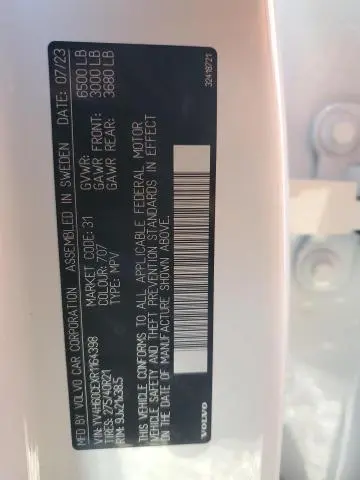 MFD BY VOLVO CAR CORPORATION ASSEMBLED IN SWEDEN DATE: 07/23
VIN: YV4H60CEXR1164398
TIRES: 275/40R21
RIM: 9Jx21x38.5
MARKET CODE: 31
COLOUR: 707
TYPE: MPV
GVWR: 6500 LB
GAWR FRONT: 3000 LB
GAWR REAR: 3680 LB
THIS VEHICLE CONFORMS TO ALL APPLICABLE FEDERAL MOTOR
VEHICLE SAFETY AND THEFT PREVENTION STANDARDS IN EFFECT
ON THE DATE OF MANUFACTURE SHOWN ABOVE.
VOLVO
32418721